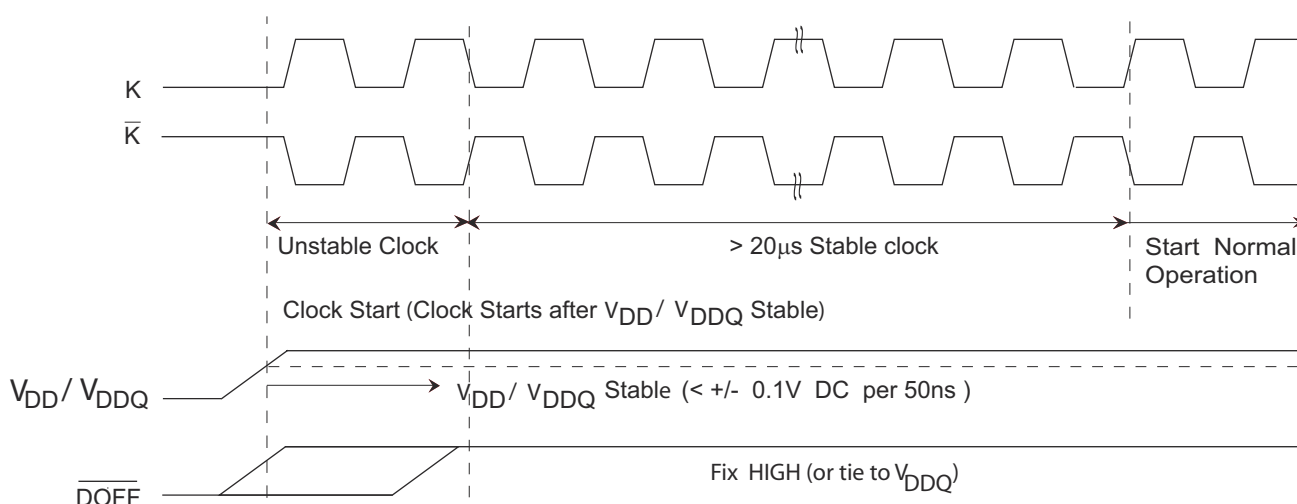 K
K̅
Unstable Clock
> 20μs Stable clock
Start Normal
Operation
Clock Start (Clock Starts after VDD/ VDDQ Stable)
VDD/ VDDQ
VDD/ VDDQ Stable (< +/- 0.1V DC per 50ns )
Fix HIGH (or tie to VDDQ)
D̅O̅F̅F̅